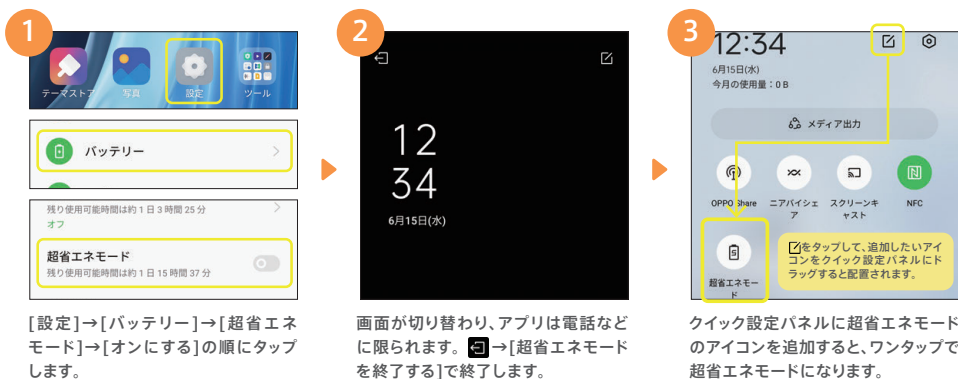 1
テーマストア
写真
設定
ツール
バッテリー
残り使用可能時間は約1日3時間25分
オフ
超省エネモード
残り使用可能時間は約1日15時間37分
[設定]→[バッテリー]→[超省エネ
モード]→[オンにする]の順にタップ
します。
2
12
34
6月15日(水)
画面が切り替わり、アプリは電話など
に限られます。→[超省エネモード
を終了する]で終了します。
3
12:34
6月15日(水)
今月の使用量:0 B
メディア出力
OPPO Share
ニアバイシェ
ア
スクリーンキ
ャスト
NFC
超省エネモー
ド
をタップして、追加したいアイ
コンをクイック設定パネルにド
ラッグすると配置されます。
クイック設定パネルに超省エネモード
のアイコンを追加すると、ワンタップで
超省エネモードになります。